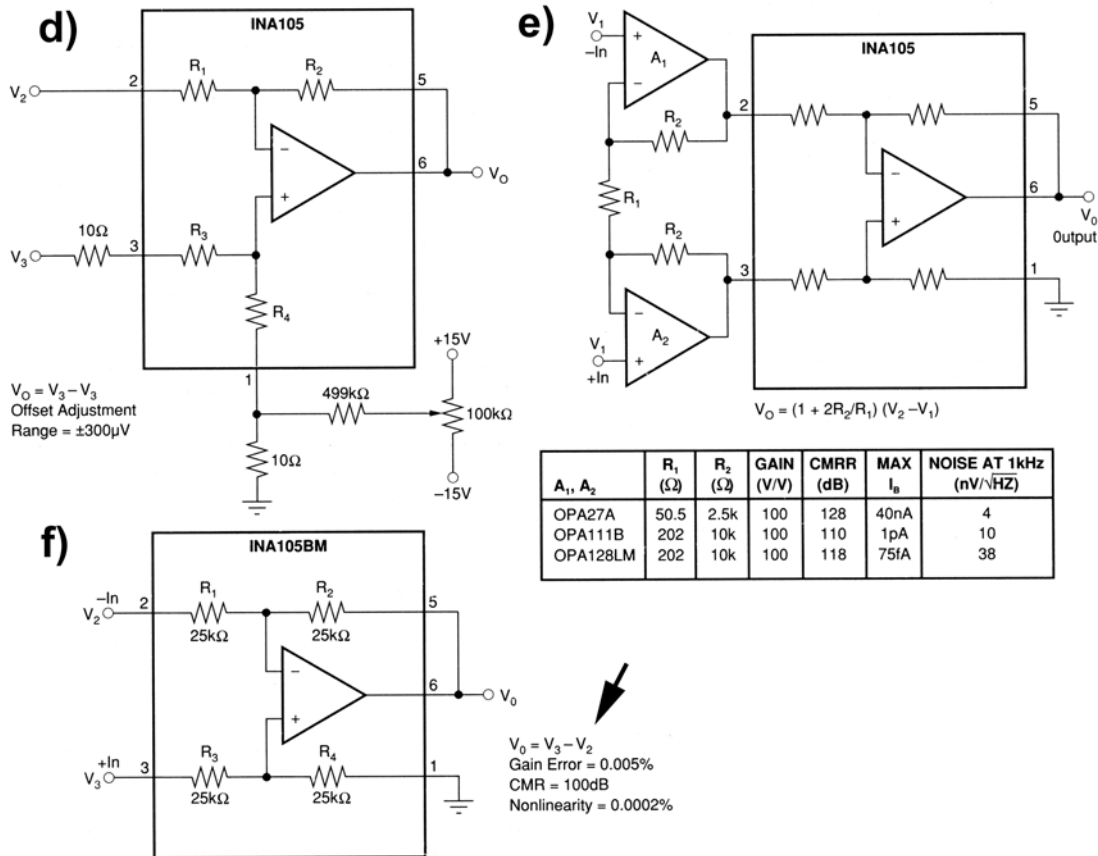 d)
INA105
R1
R2
2
5
V2
−
+
6
VO
10Ω
3
R3
V3
R4
1
+15V
499kΩ
100kΩ
10Ω
−15V
VO = V3 – V3
Offset Adjustment
Range = ±300µV
e)
V1
–In
+
A1
−
INA105
2
5
R2
R1
−
+
6
V0
0utput
R2
3
1
−
A2
V1
+
+In
VO = (1 + 2R2/R1) (V2 –V1)
A1, A2 R1 (Ω) R2 (Ω) GAIN (V/V) CMRR (dB) MAX IB NOISE AT 1kHz (nV/√HZ)
OPA27A 50.5 2.5k 100 128 40nA 4
OPA111B 202 10k 100 110 1pA 10
OPA128LM 202 10k 100 118 75fA 38
f)
INA105BM
–In
2
R1
R2
5
V2
25kΩ
25kΩ
−
+
6
V0
+In
R3
R4
V3
3
1
25kΩ
25kΩ
V0 = V3 – V2
Gain Error = 0.005%
CMR = 100dB
Nonlinearity = 0.0002%